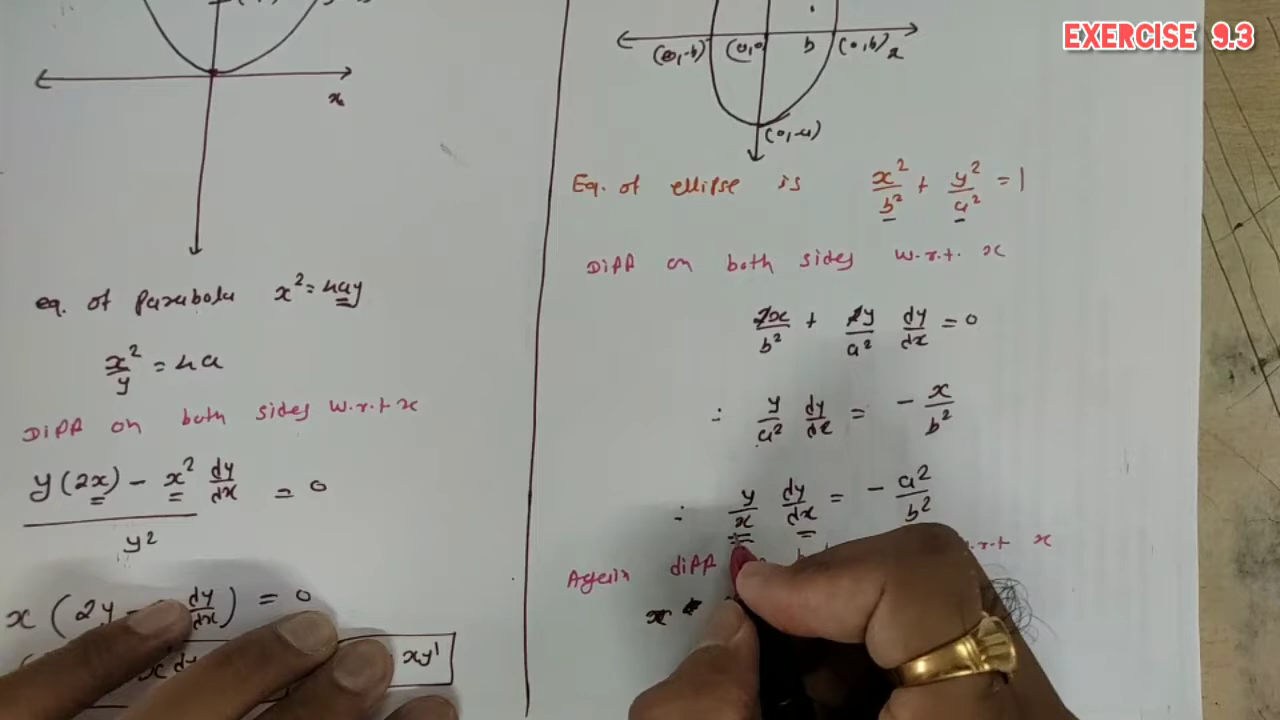 EXERCISE 9.3
x
(0,0)
b
(0,b)
x
(0,-a)
eq. of parabola x² = 4ay
x²/y = 4a
Diff on both sides w.r.t x
y(2x) - x² dy/dx
———————— = 0
y²
x (2y - dy/dx) = 0
xy'
Eq. of ellipse is x²/b² + y²/a² = 1
Diff on both sides w.r.t. x
2x/b² + 2y/a² dy/dx = 0
∴ y/a² dy/dx = - x/b²
∴ y/x dy/dx = - a²/b²
Again diff w.r.t x
x